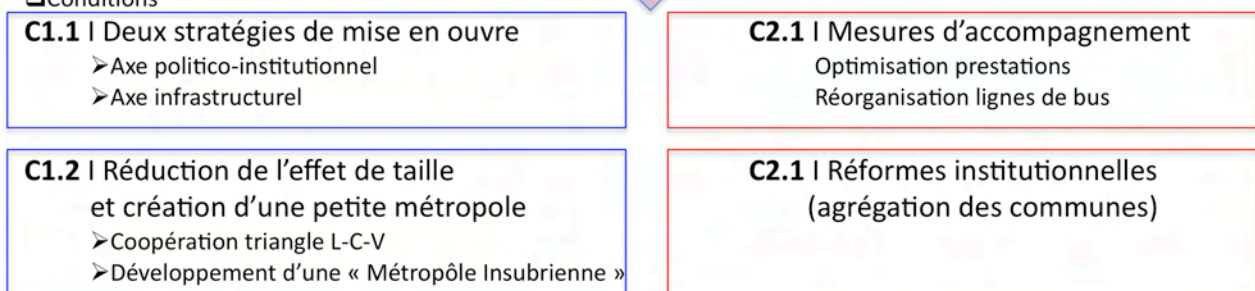 ❑Conditions
C1.1 I Deux stratégies de mise en ouvre
➢Axe politico-institutionnel
➢Axe infrastructurel
C1.2 I Réduction de l'effet de taille
et création d'une petite métropole
➢Coopération triangle L-C-V
➢Développement d'une « Métropôle Insubrienne »
C2.1 I Mesures d'accompagnement
Optimisation prestations
Réorganisation lignes de bus
C2.1 I Réformes institutionnelles
(agrégation des communes)